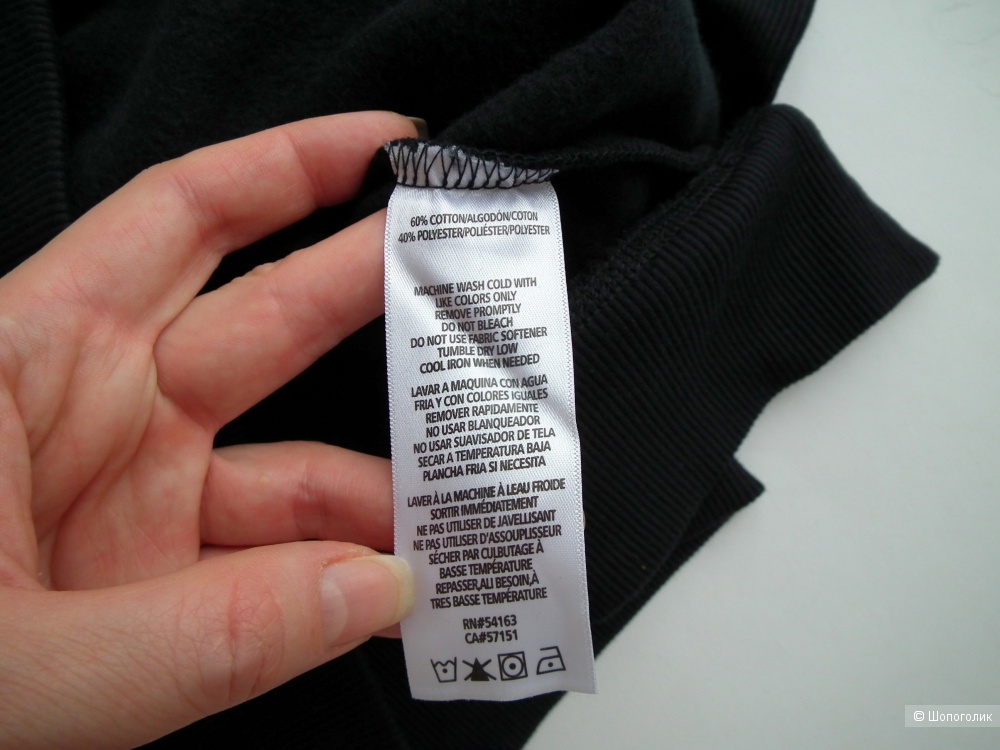 60% COTTON/ALGODÓN/COTON
40% POLYESTER/POLIÉSTER/POLYESTER
MACHINE WASH COLD WITH
LIKE COLORS ONLY
REMOVE PROMPTLY
DO NOT BLEACH
DO NOT USE FABRIC SOFTENER
TUMBLE DRY LOW
COOL IRON WHEN NEEDED
LAVAR A MAQUINA CON AGUA
FRIA Y CON COLORES IGUALES
REMOVER RAPIDAMENTE
NO USAR BLANQUEADOR
NO USAR SUAVISADOR DE TELA
SECAR A TEMPERATURA BAJA
PLANCHA FRIA SI NECESITA
LAVER À LA MACHINE À LEAU FROIDE
SORTIR IMMÉDIATEMENT
NE PAS UTILISER DE JAVELLISANT
NE PAS UTILISER D'ASSOUPLISSEUR
SÉCHER PAR CULBUTAGE À
BASSE TEMPÉRATURE
REPASSER,ALI BESOIN,À
TRES BASSE TEMPÉRATURE
RN#54163
CA#57151
© Шопоголик